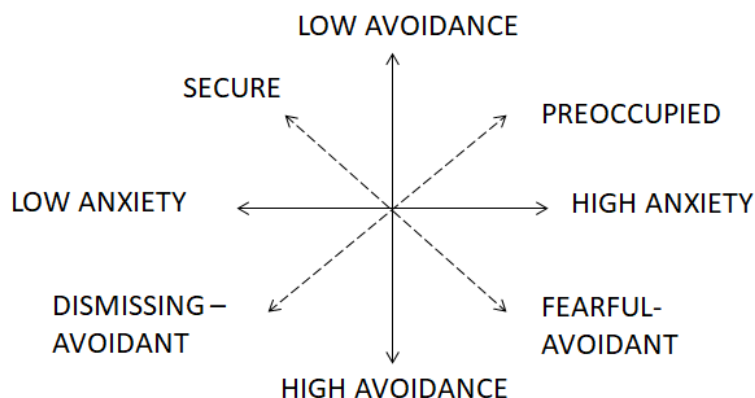 LOW AVOIDANCE
SECURE
PREOCCUPIED
LOW ANXIETY
HIGH ANXIETY
DISMISSING –
AVOIDANT
FEARFUL-
AVOIDANT
HIGH AVOIDANCE